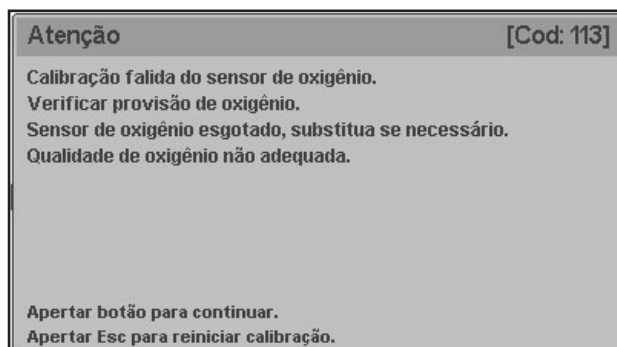 Atenção [Cod: 113]
Calibração falida do sensor de oxigênio.
Verificar provisão de oxigênio.
Sensor de oxigênio esgotado, substitua se necessário.
Qualidade de oxigênio não adequada.
Apertar botão para continuar.
Apertar Esc para reiniciar calibração.